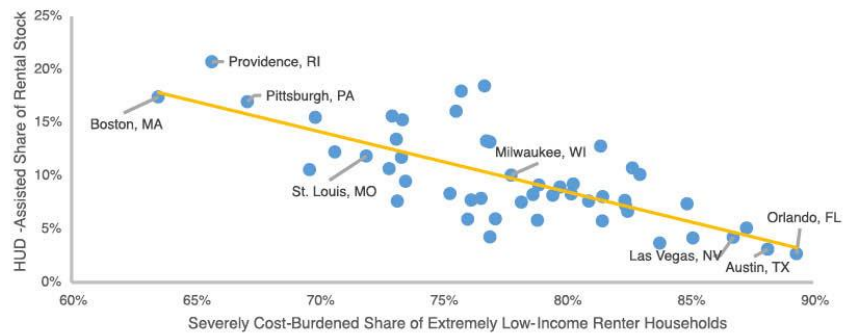 HUD -Assisted Share of Rental Stock
25%
20%
15%
10%
5%
0%
Providence, RI
Pittsburgh, PA
Boston, MA
Milwaukee, WI
St. Louis, MO
Orlando, FL
Las Vegas, NV
Austin, TX
60% 65% 70% 75% 80% 85% 90%
Severely Cost-Burdened Share of Extremely Low-Income Renter Households